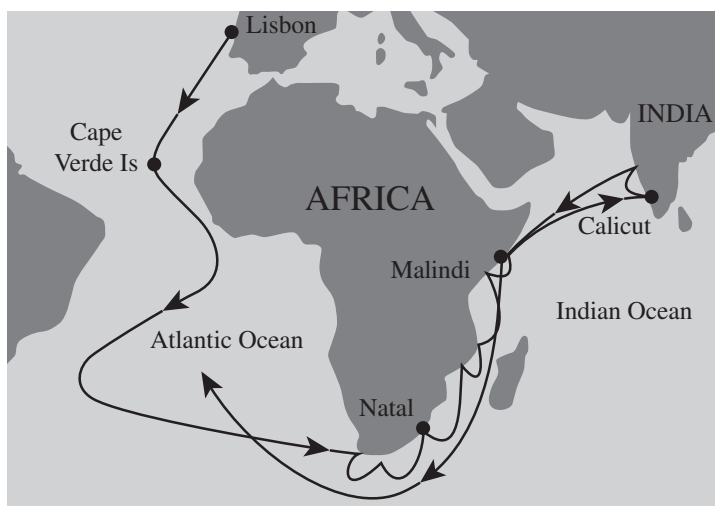 Lisbon
Cape
Verde Is
INDIA
AFRICA
Calicut
Malindi
Indian Ocean
Atlantic Ocean
Natal